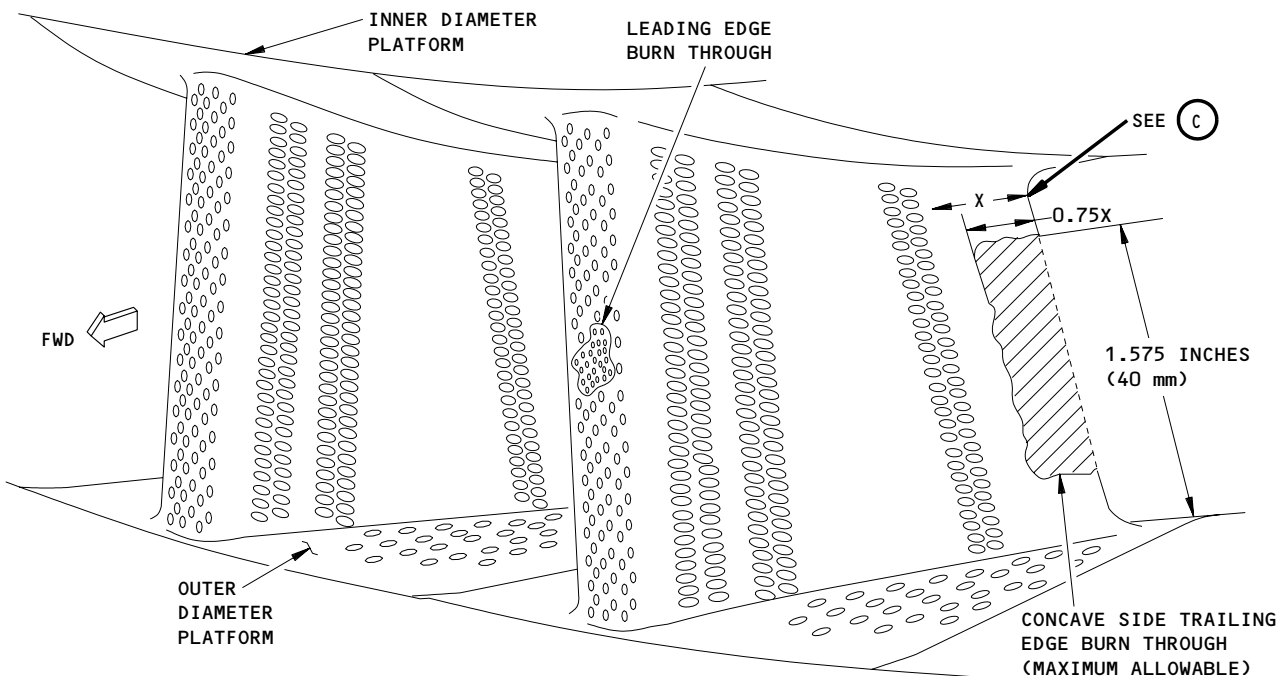 INNER DIAMETER
PLATFORM
LEADING EDGE
BURN THROUGH
SEE C
X
0.75X
FWD
1.575 INCHES
(40 mm)
OUTER
DIAMETER
PLATFORM
CONCAVE SIDE TRAILING
EDGE BURN THROUGH
(MAXIMUM ALLOWABLE)